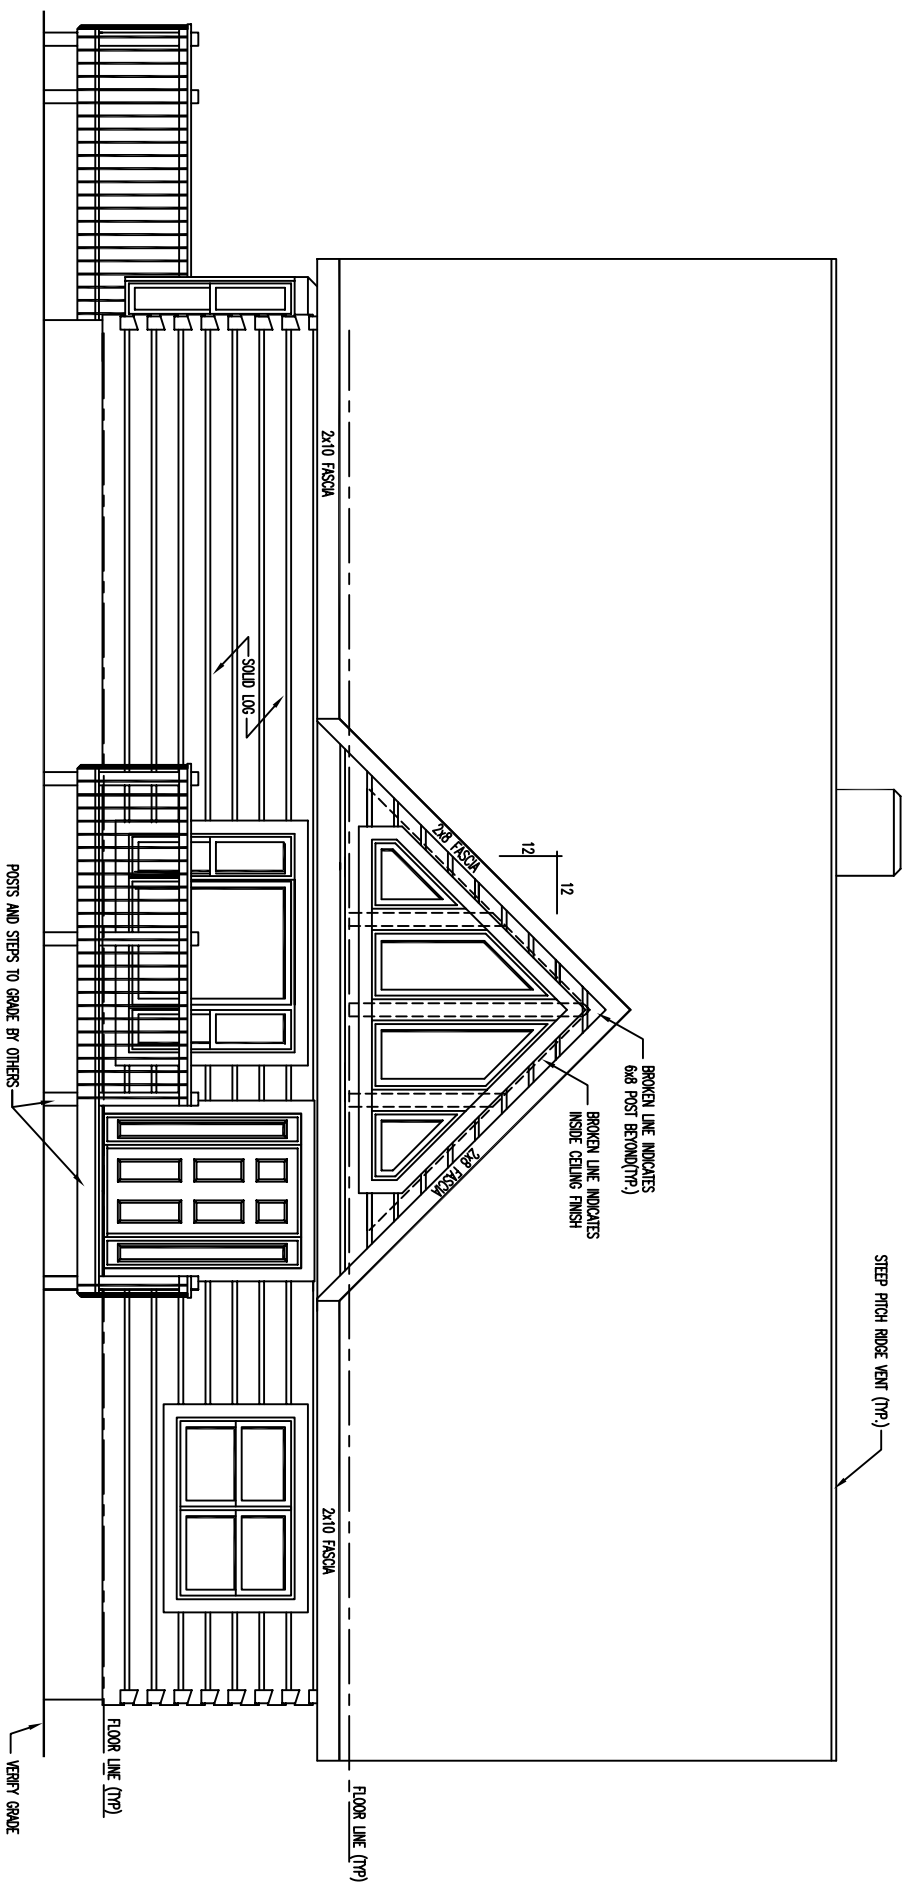 STEEP PITCH RIDGE VENT (TYP.)
BROKEN LINE INDICATES
6x8 POST BEYOND(TYP.)
BROKEN LINE INDICATES
INSIDE CEILING FINISH
12
12
2x8 FASCIA
2x8 FASCIA
2x10 FASCIA
2x10 FASCIA
FLOOR LINE (TYP)
SOLID LOG
FLOOR LINE (TYP)
POSTS AND STEPS TO GRADE BY OTHERS
VERIFY GRADE